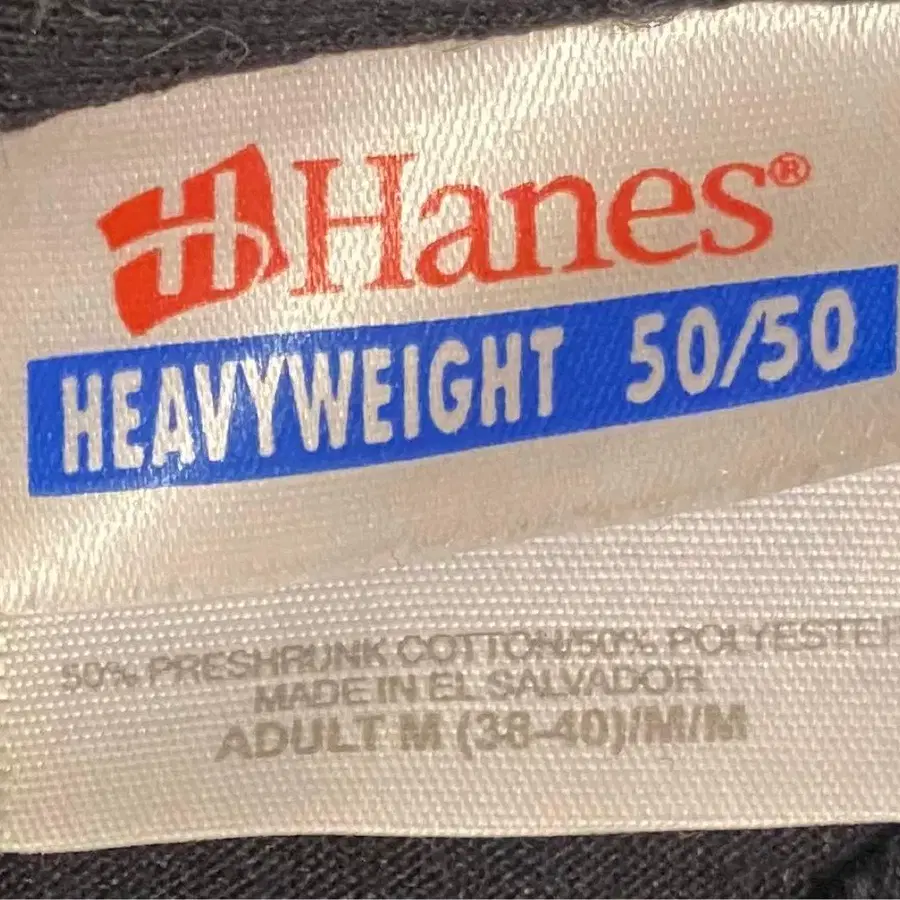 H Hanes®
HEAVYWEIGHT 50/50
50% PRESHRUNK COTTON/50% POLYESTER
MADE IN EL SALVADOR
ADULT M (38-40)/M/M